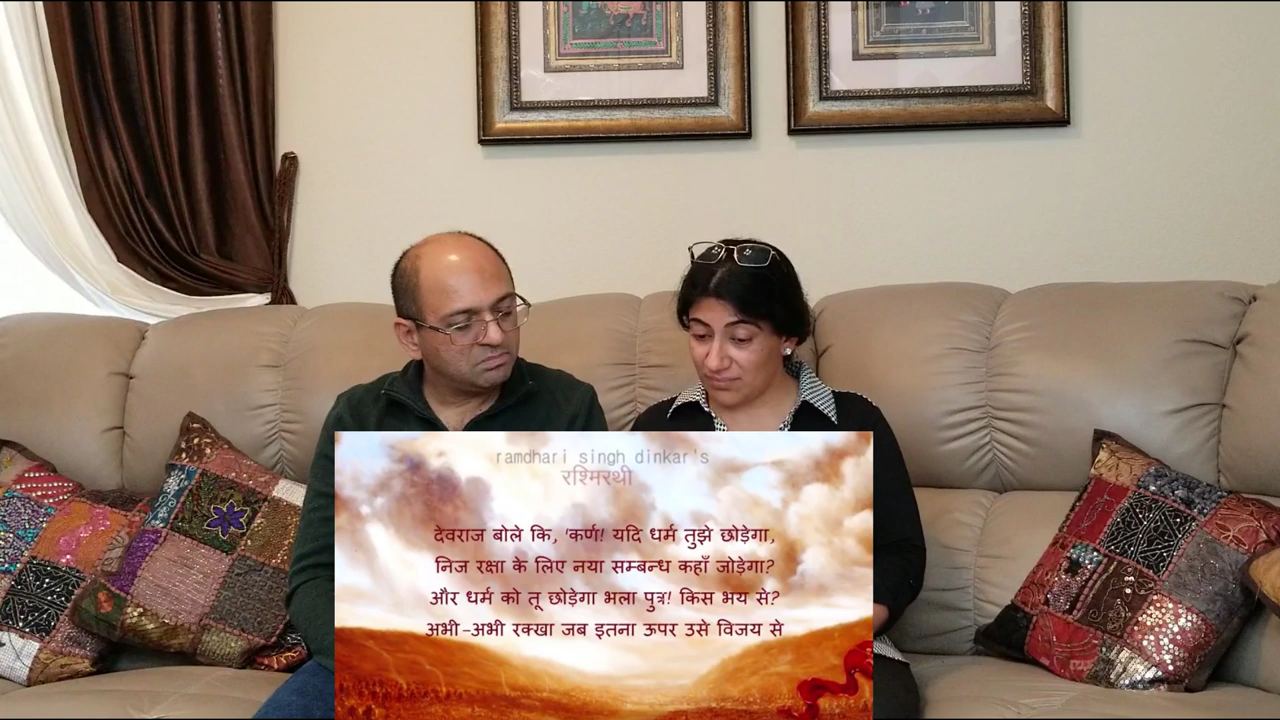 ramdhari singh dinkar's
रश्मिरथी
देवराज बोले कि, 'कर्ण! यदि धर्म तुझे छोड़ेगा,
निज रक्षा के लिए नया सम्बन्ध कहाँ जोड़ेगा?
और धर्म को तू छोड़ेगा भला पुत्र! किस भय से?
अभी-अभी रक्खा जब इतना ऊपर उसे विजय से